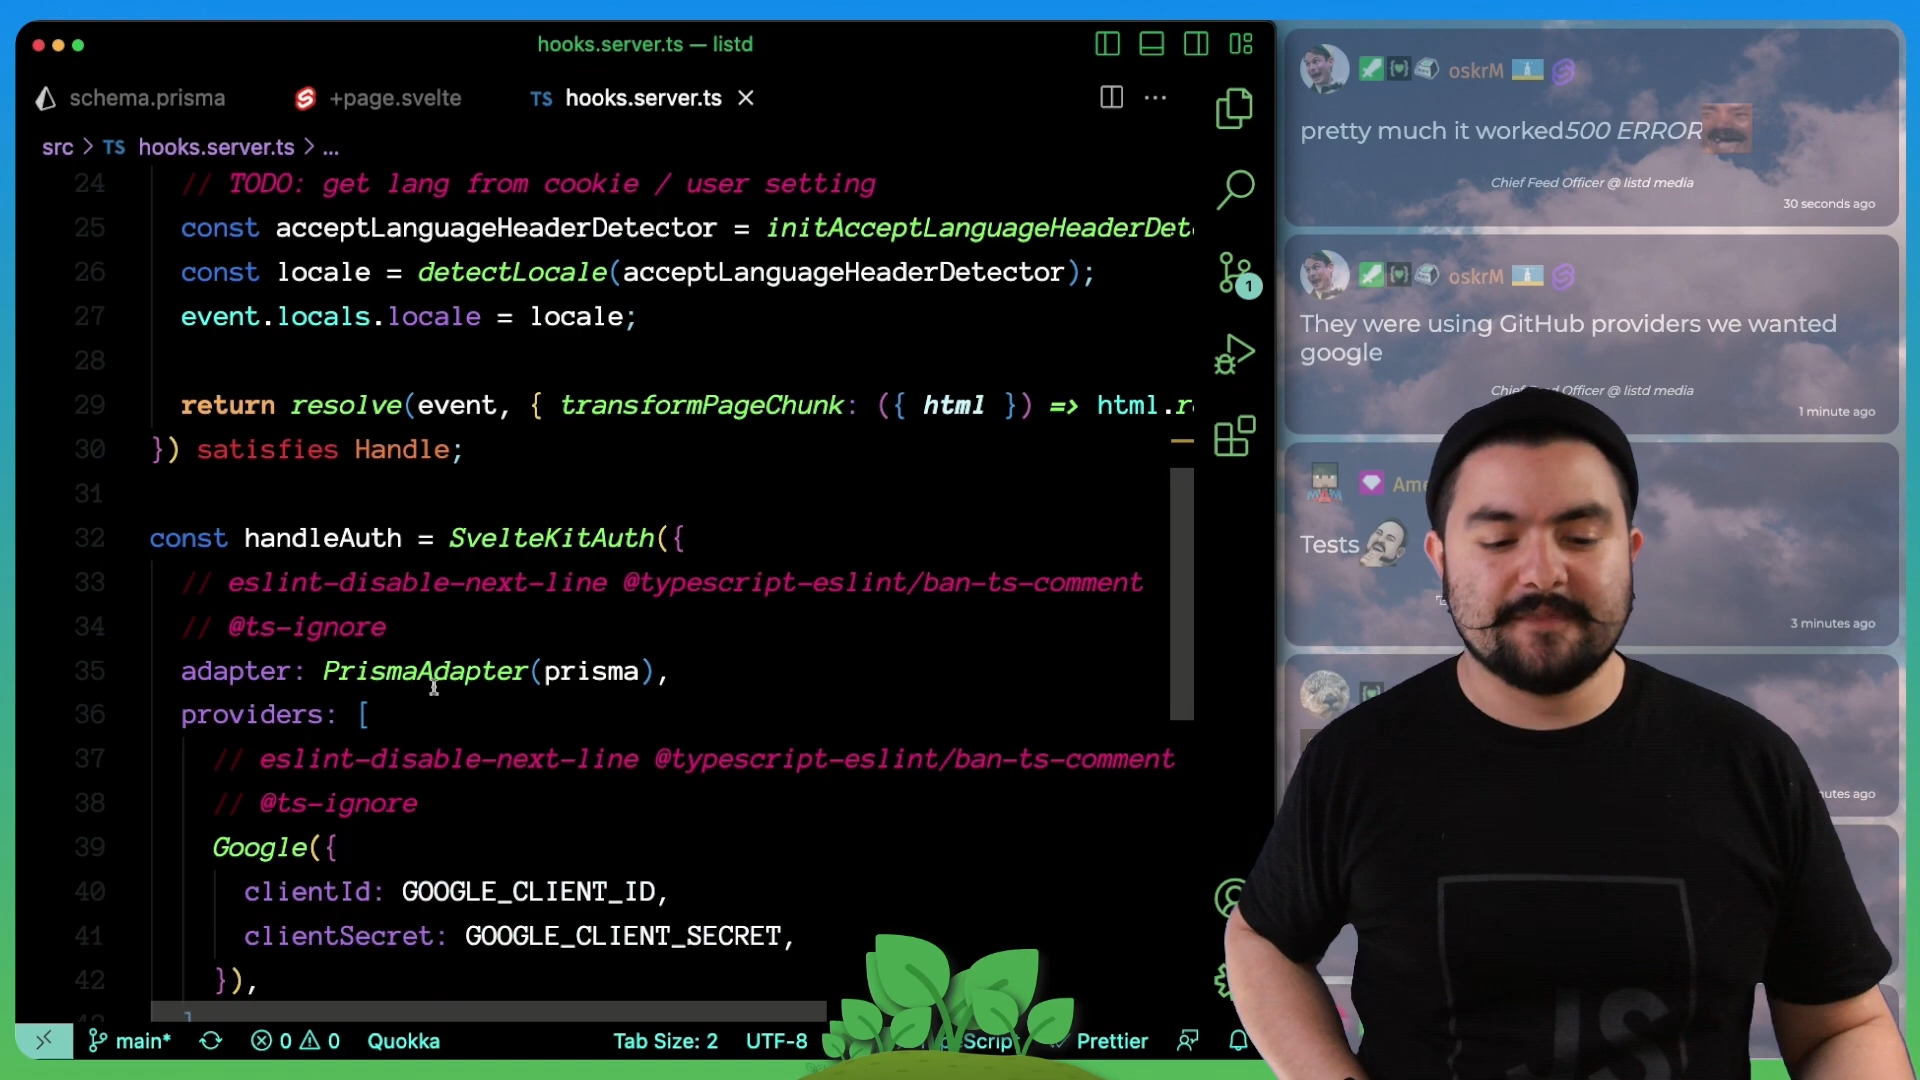 hooks.server.ts — listd
schema.prisma
+page.svelte
TS hooks.server.ts
src > TS hooks.server.ts > ...
24 // TODO: get lang from cookie / user setting
25 const acceptLanguageHeaderDetector = initAcceptLanguageHeaderDet
26 const locale = detectLocale(acceptLanguageHeaderDetector);
27 event.locals.locale = locale;
28
29 return resolve(event, { transformPageChunk: ({ html }) => html.r
30 }) satisfies Handle;
31
32 const handleAuth = SvelteKitAuth({
33 // eslint-disable-next-line @typescript-eslint/ban-ts-comment
34 // @ts-ignore
35 adapter: PrismaAdapter(prisma),
36 providers: [
37 // eslint-disable-next-line @typescript-eslint/ban-ts-comment
38 // @ts-ignore
39 Google({
40 clientId: GOOGLE_CLIENT_ID,
41 clientSecret: GOOGLE_CLIENT_SECRET,
42 }),
]
1
main* 0 0 Quokka Tab Size: 2 UTF-8 Prettier
oskrM
pretty much it worked500 ERROR
Chief Feed Officer @ listd media
30 seconds ago
oskrM
They were using GitHub providers we wanted
google
Officer @ listd media
1 minute ago
Tests
3 minutes ago
ago
JS